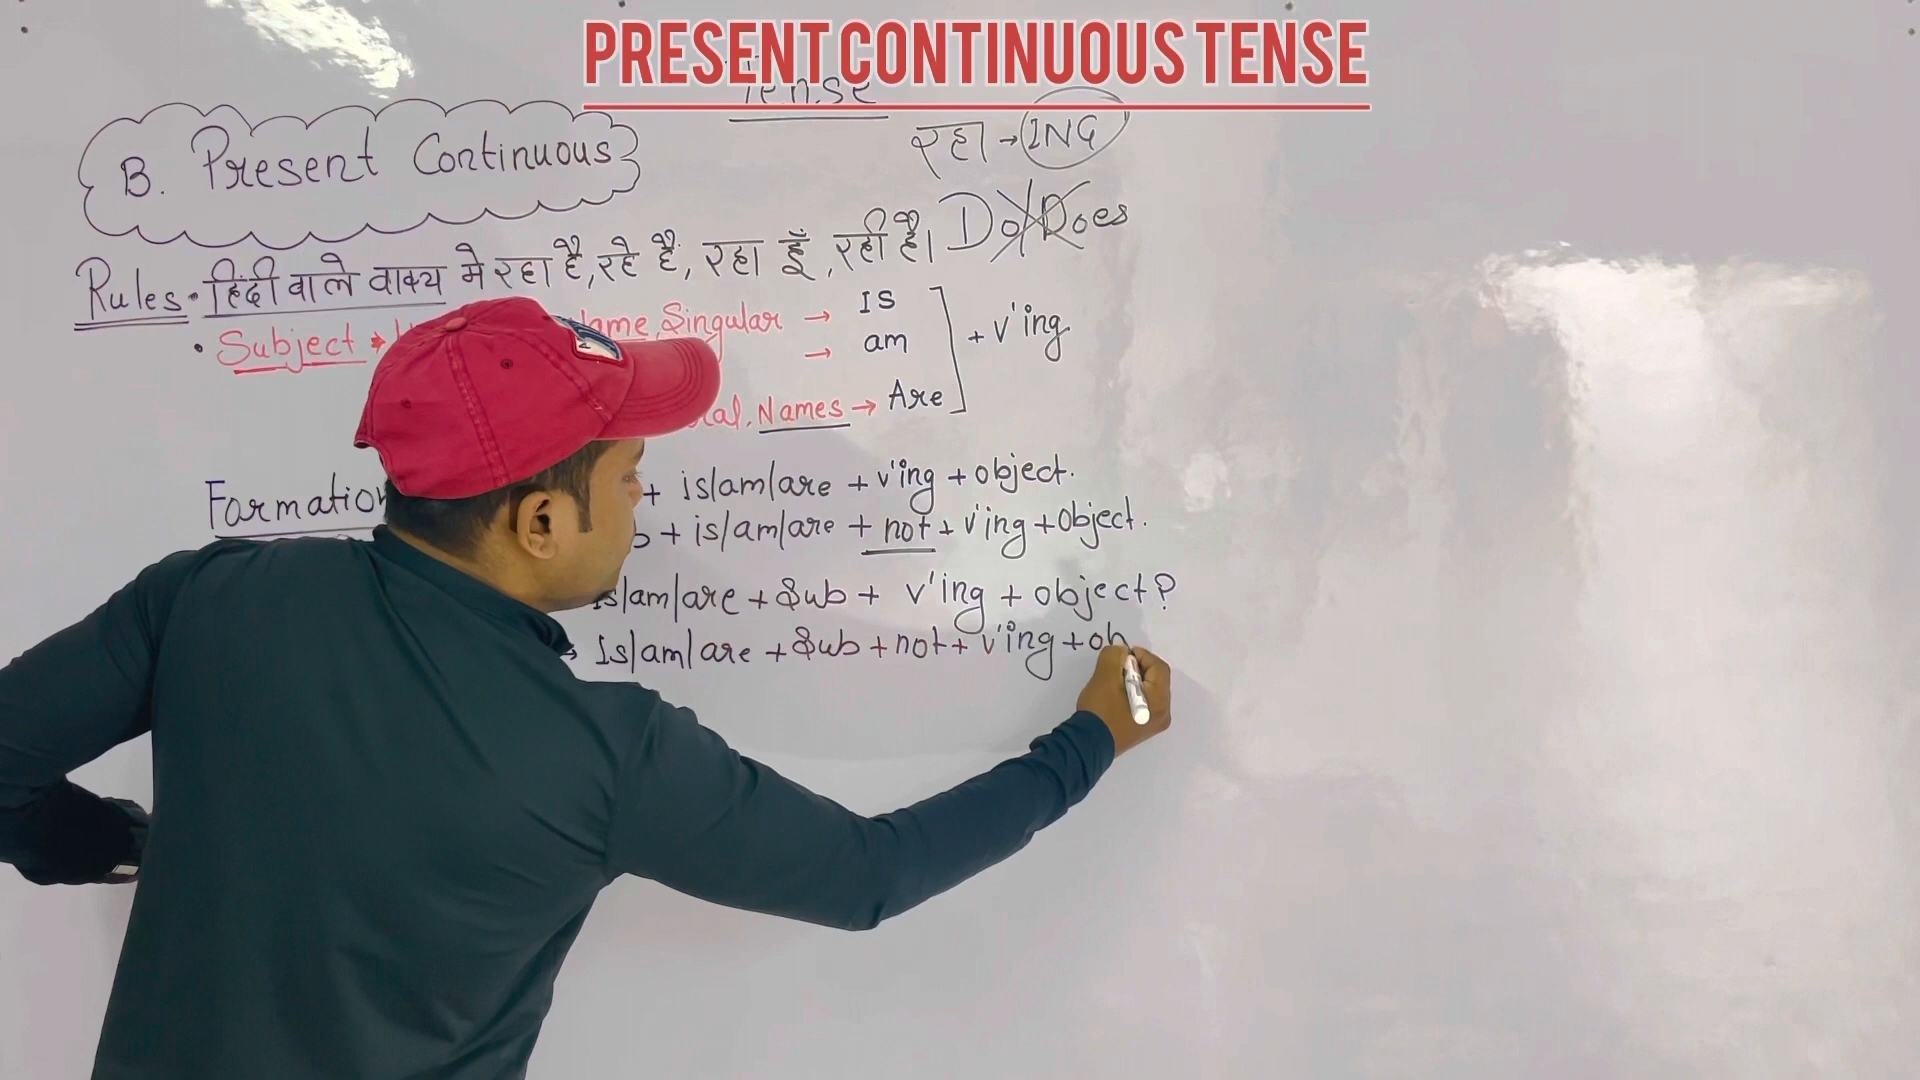 PRESENT CONTINUOUS TENSE
Tense
रहा → ING
B. Present Continuous
Do/Does
Rules • हिंदी वाले वाक्य मे रहा है, रहे हैं, रहा हूँ, रही है।
• Subject → Name, Singular → IS
→ am ] + v'ing
Names → Are
Formation + is/am/are + v'ing + object.
+ is/am/are + not + v'ing + Object.
Is/am/are + Sub + v'ing + object?
→ Is/am/are + Sub + not + v'ing + ob